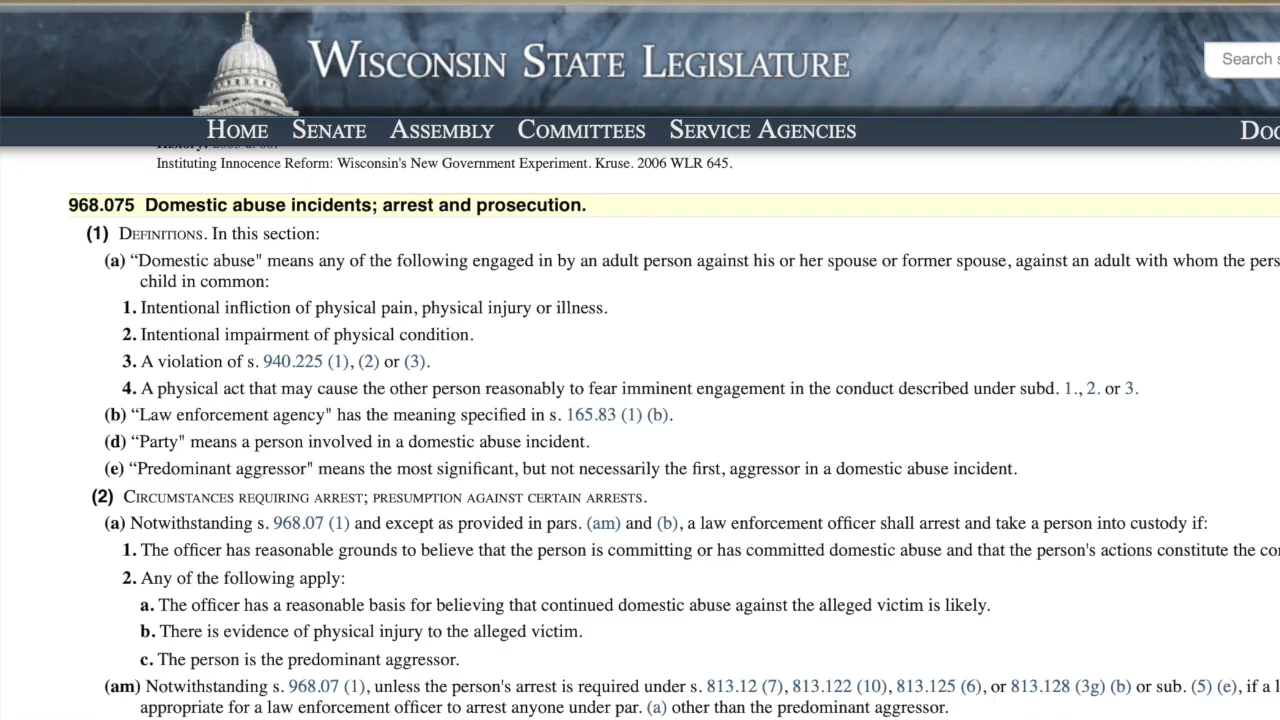 WISCONSIN STATE LEGISLATURE
Search
HOME SENATE ASSEMBLY COMMITTEES SERVICE AGENCIES
Instituting Innocence Reform: Wisconsin's New Government Experiment. Kruse. 2006 WLR 645.
968.075 Domestic abuse incidents; arrest and prosecution.
(1) DEFINITIONS. In this section:
(a) “Domestic abuse" means any of the following engaged in by an adult person against his or her spouse or former spouse, against an adult with whom the
child in common:
1. Intentional infliction of physical pain, physical injury or illness.
2. Intentional impairment of physical condition.
3. A violation of s. 940.225 (1), (2) or (3).
4. A physical act that may cause the other person reasonably to fear imminent engagement in the conduct described under subd. 1., 2. or 3.
(b) “Law enforcement agency" has the meaning specified in s. 165.83 (1) (b).
(d) “Party" means a person involved in a domestic abuse incident.
(e) “Predominant aggressor" means the most significant, but not necessarily the first, aggressor in a domestic abuse incident.
(2) CIRCUMSTANCES REQUIRING ARREST; PRESUMPTION AGAINST CERTAIN ARRESTS.
(a) Notwithstanding s. 968.07 (1) and except as provided in pars. (am) and (b), a law enforcement officer shall arrest and take a person into custody if:
1. The officer has reasonable grounds to believe that the person is committing or has committed domestic abuse and that the person's actions constitute the
2. Any of the following apply:
a. The officer has a reasonable basis for believing that continued domestic abuse against the alleged victim is likely.
b. There is evidence of physical injury to the alleged victim.
c. The person is the predominant aggressor.
(am) Notwithstanding s. 968.07 (1), unless the person's arrest is required under s. 813.12 (7), 813.122 (10), 813.125 (6), or 813.128 (3g) (b) or sub. (5) (e), if a
appropriate for a law enforcement officer to arrest anyone under par. (a) other than the predominant aggressor.